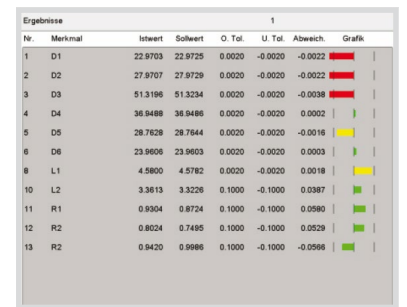 Ergebnisse 1
Nr. Merkmal Istwert Sollwert O. Tol. U. Tol. Abweich. Grafik
1 D1 22.9703 22.9725 0.0020 -0.0020 -0.0022
2 D2 27.9707 27.9729 0.0020 -0.0020 -0.0022
3 D3 51.3196 51.3234 0.0020 -0.0020 -0.0038
4 D4 36.9488 36.9486 0.0020 -0.0020 0.0002
5 D5 28.7628 28.7644 0.0020 -0.0020 -0.0016
6 D6 23.9606 23.9603 0.0020 -0.0020 0.0003
8 L1 4.5800 4.5782 0.0020 -0.0020 0.0018
10 L2 3.3613 3.3226 0.1000 -0.1000 0.0387
11 R1 0.9304 0.8724 0.1000 -0.1000 0.0580
12 R2 0.8024 0.7495 0.1000 -0.1000 0.0529
13 R2 0.9420 0.9986 0.1000 -0.1000 -0.0566